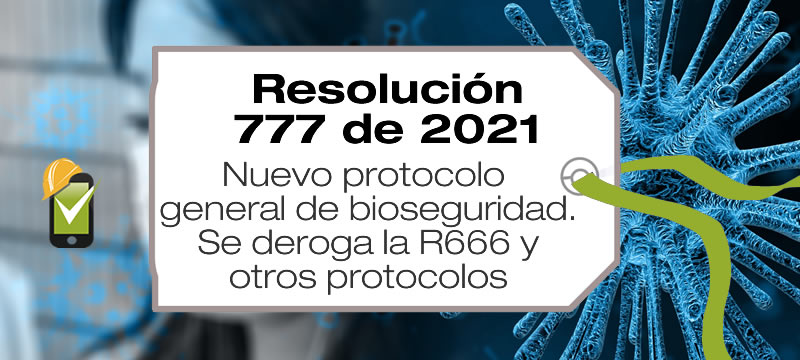 Resolución
777 de 2021
Nuevo protocolo
general de bioseguridad.
Se deroga la R666 y
otros protocolos